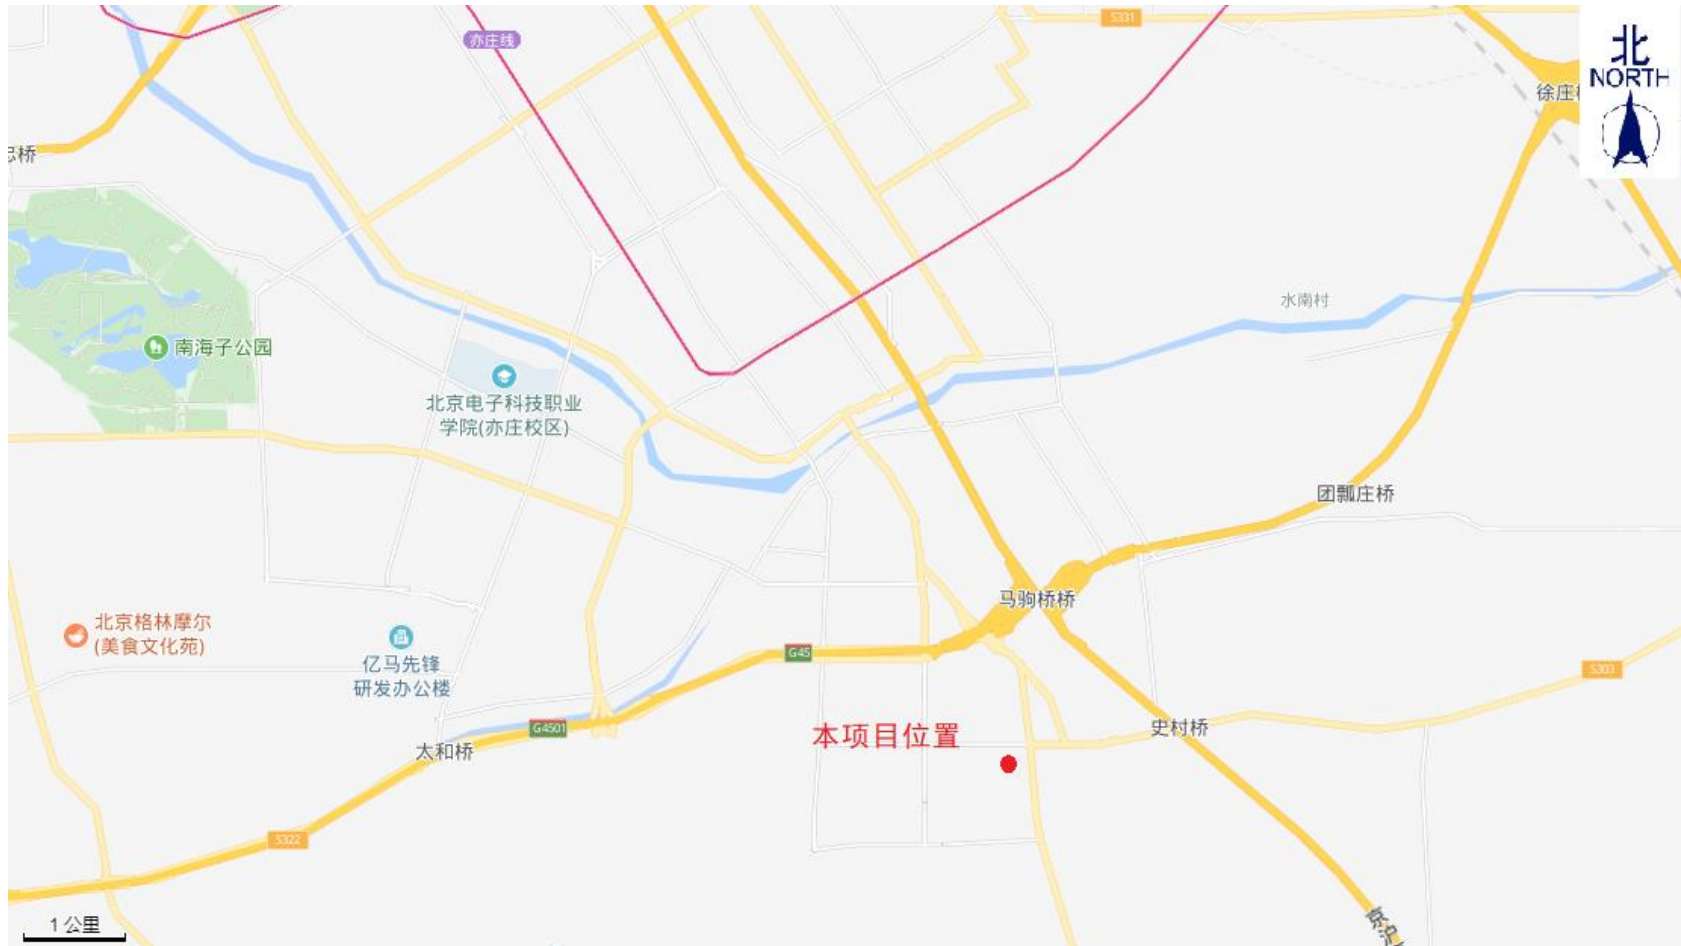 S331
亦庄线
北
NORTH
徐庄
桥
水南村
南海子公园
北京电子科技职业
学院(亦庄校区)
团瓢庄桥
马驹桥桥
北京格林摩尔
(美食文化苑)
亿马先锋
研发办公楼
G45
S303
G4501
史村桥
本项目位置
太和桥
S322
1 公里
京沪